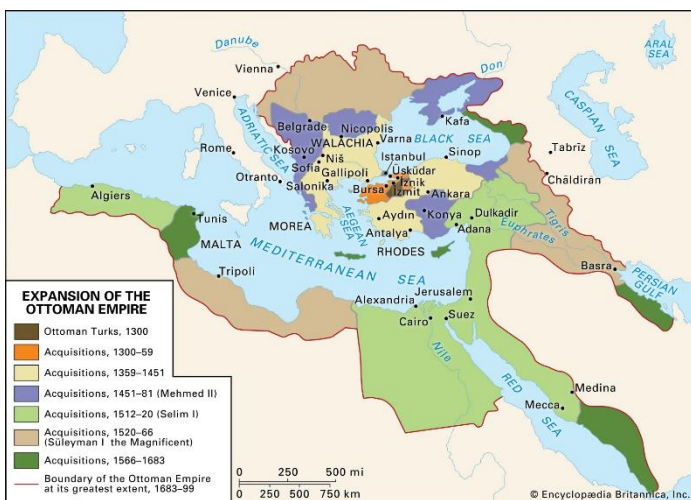 Danube
Vienna
Don
ARAL
SEA
Venice
ADRIATIC SEA
CASPIAN SEA
Belgrade
Nicopolis
Kafa
WALACHIA
Varna
BLACK SEA
Rome
Kosovo
Niš
Sofia
Istanbul
Sinop
Tabrīz
Gallipoli
Üsküdar
Chāldirān
Otranto
Salonika
Bursa
İznik
İzmit
Ankara
Algiers
Tunis
AEGEAN
SEA
Aydın
Konya
Dulkadir
Tigris
MOREA
Antalya
Adana
Euphrates
MALTA
RHODES
MEDITERRANEAN SEA
Basra
Tripoli
PERSIAN
GULF
Jerusalem
Alexandria
Cairo
Suez
Nile
RED
SEA
Medina
Mecca
EXPANSION OF THE
OTTOMAN EMPIRE
Ottoman Turks, 1300
Acquisitions, 1300–59
Acquisitions, 1359–1451
Acquisitions, 1451–81 (Mehmed II)
Acquisitions, 1512–20 (Selim I)
Acquisitions, 1520–66
(Süleyman I the Magnificent)
Acquisitions, 1566–1683
Boundary of the Ottoman Empire
at its greatest extent, 1683–99
0 250 500 mi
0 250 500 750 km
© Encyclopædia Britannica, Inc.